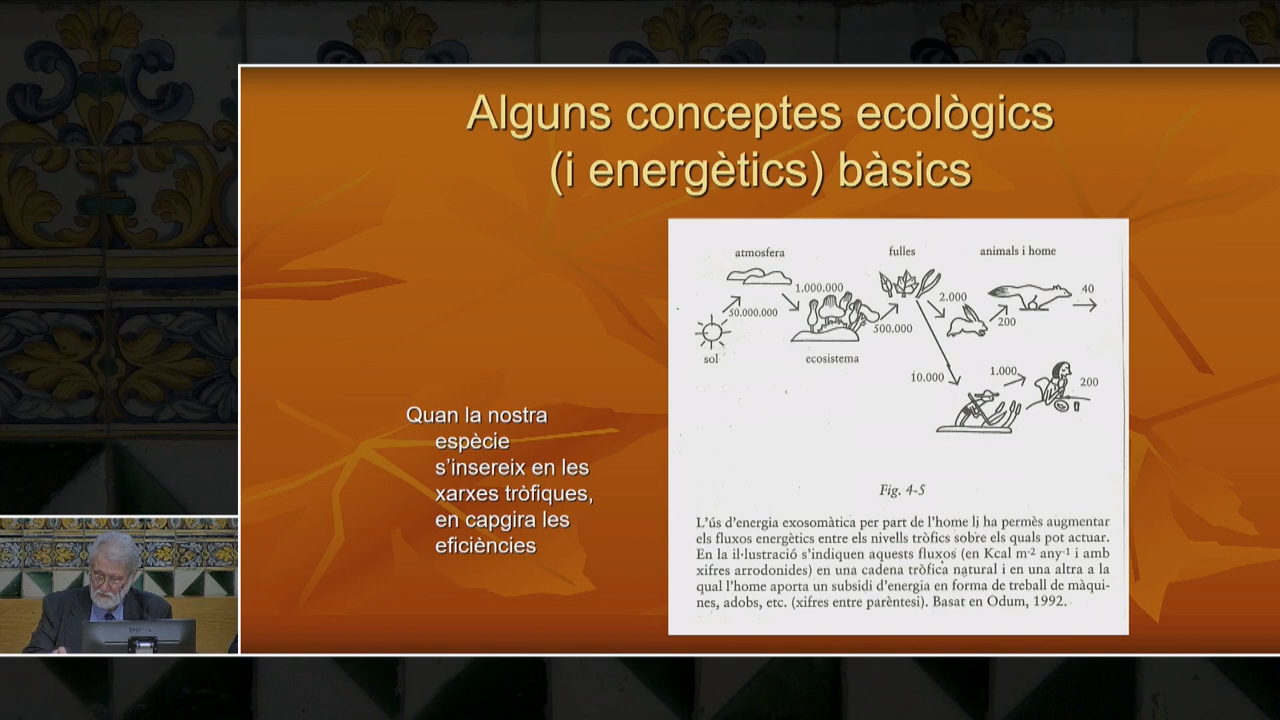 Alguns conceptes ecològics
(i energètics) bàsics
atmosfera
fulles
animals i home
1.000.000
30.000.000
500.000
2.000
200
40
sol
ecosistema
10.000
1.000
200
Quan la nostra
espècie
s'insereix en les
xarxes tròfiques,
en capgira les
eficiències
Fig. 4-5
L'ús d'energia exosomàtica per part de l'home li ha permès augmentar
els fluxos energètics entre els nivells tròfics sobre els quals pot actuar.
En la il·lustració s'indiquen aquests fluxos (en Kcal m-² any-¹ i amb
xifres arrodonides) en una cadena tròfica natural i en una altra a la
qual l'home aporta un subsidi d'energia en forma de treball de màqui-
nes, adobs, etc. (xifres entre parèntesi). Basat en Odum, 1992.